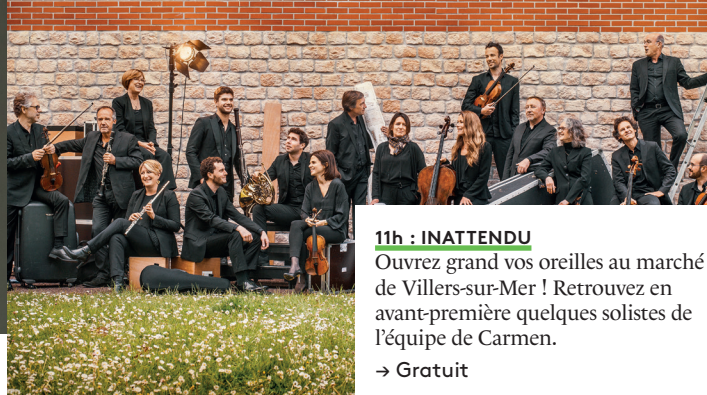 11h : INATTENDU
Ouvrez grand vos oreilles au marché
de Villers-sur-Mer ! Retrouvez en
avant-première quelques solistes de
l’équipe de Carmen.
→ Gratuit